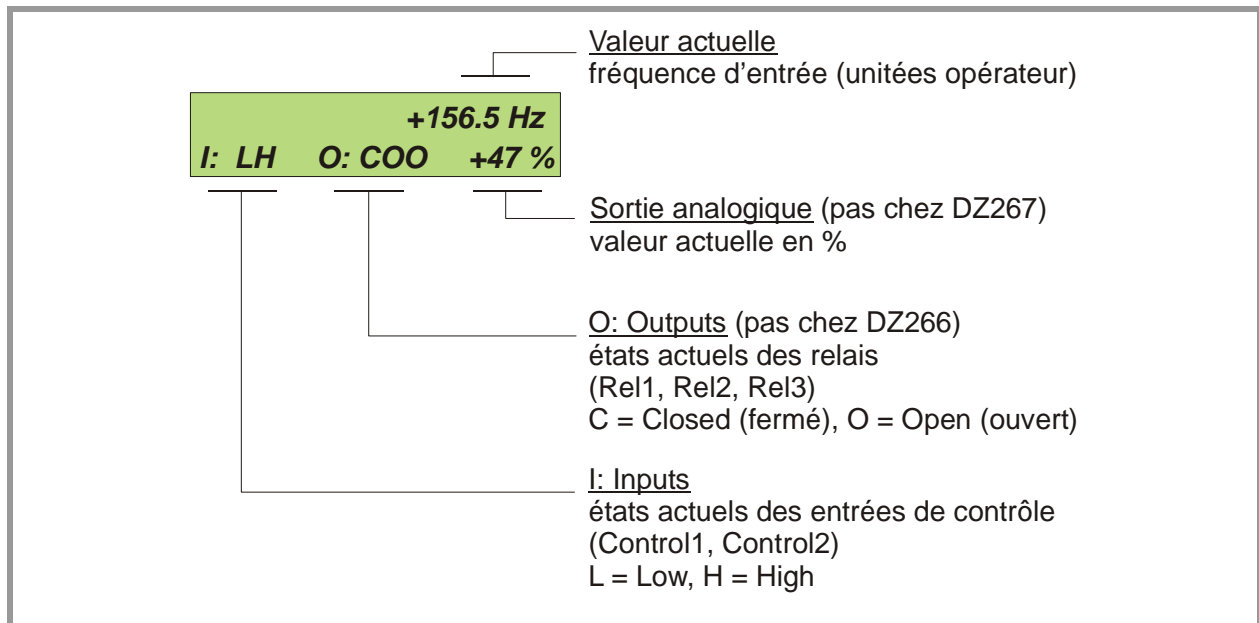 Valeur actuelle
fréquence d'entrée (unitées opérateur)
+156.5 Hz
I: LH O: COO +47 %
Sortie analogique (pas chez DZ267)
valeur actuelle en %
O: Outputs (pas chez DZ266)
états actuels des relais
(Rel1, Rel2, Rel3)
C = Closed (fermé), O = Open (ouvert)
I: Inputs
états actuels des entrées de contrôle
(Control1, Control2)
L = Low, H = High